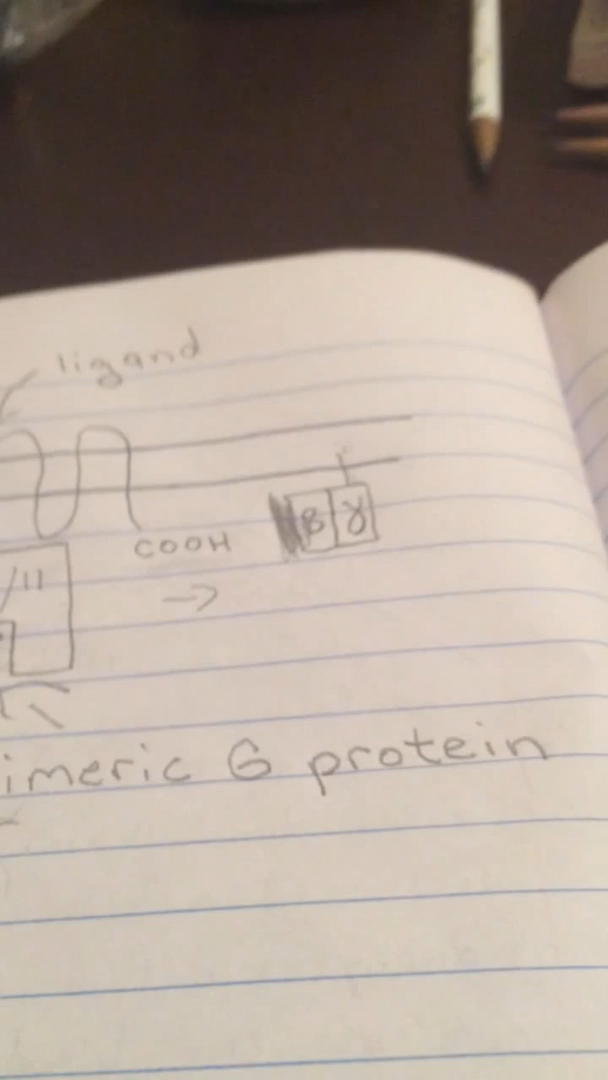 ligand
β γ
COOH
imeric G protein